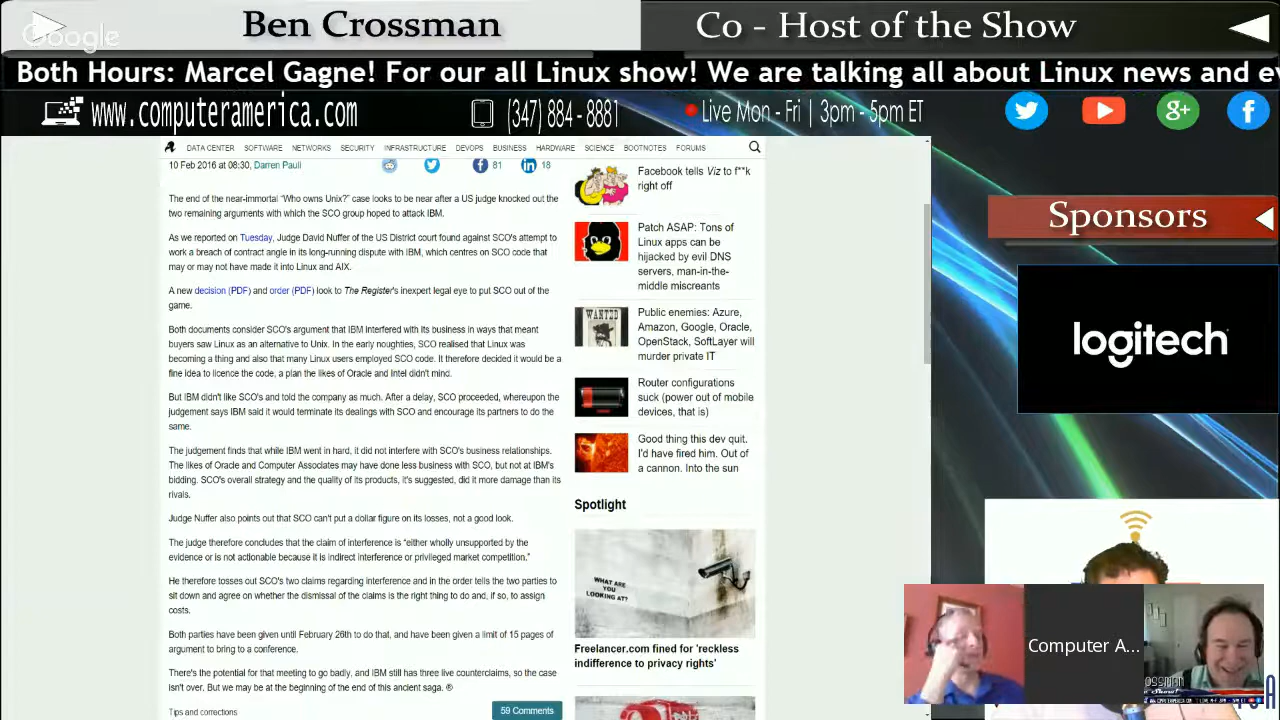 Google
Ben Crossman
Co - Host of the Show
Both Hours: Marcel Gagne! For our all Linux show! We are talking all about Linux news and ev
www.computeramerica.com
(347) 884 - 8881
Live Mon - Fri | 3pm - 5pm ET
g+
DATA CENTER SOFTWARE NETWORKS SECURITY INFRASTRUCTURE DEVOPS BUSINESS HARDWARE SCIENCE BOOTNOTES FORUMS
10 Feb 2016 at 08:30, Darren Pauli
81
18
The end of the near-immortal “Who owns Unix?” case looks to be near after a US judge knocked out the
two remaining arguments with which the SCO group hoped to attack IBM.
As we reported on Tuesday, Judge David Nuffer of the US District court found against SCO's attempt to
work a breach of contract angle in its long-running dispute with IBM, which centres on SCO code that
may or may not have made it into Linux and AIX.
A new decision (PDF) and order (PDF) look to The Register's inexpert legal eye to put SCO out of the
game.
Both documents consider SCO's argument that IBM interfered with its business in ways that meant
buyers saw Linux as an alternative to Unix. In the early noughties, SCO realised that Linux was
becoming a thing and also that many Linux users employed SCO code. It therefore decided it would be a
fine idea to licence the code, a plan the likes of Oracle and Intel didn't mind.
But IBM didn't like SCO's and told the company as much. After a delay, SCO proceeded, whereupon the
judgement says IBM said it would terminate its dealings with SCO and encourage its partners to do the
same.
The judgement finds that while IBM went in hard, it did not interfere with SCO's business relationships.
The likes of Oracle and Computer Associates may have done less business with SCO, but not at IBM's
bidding. SCO's overall strategy and the quality of its products, it's suggested, did it more damage than its
rivals.
Judge Nuffer also points out that SCO can't put a dollar figure on its losses, not a good look.
The judge therefore concludes that the claim of interference is “either wholly unsupported by the
evidence or is not actionable because it is indirect interference or privileged market competition.”
He therefore tosses out SCO's two claims regarding interference and in the order tells the two parties to
sit down and agree on whether the dismissal of the claims is the right thing to do and, if so, to assign
costs.
Both parties have been given until February 26th to do that, and have been given a limit of 15 pages of
argument to bring to a conference.
There's the potential for that meeting to go badly, and IBM still has three live counterclaims, so the case
isn't over. But we may be at the beginning of the end of this ancient saga. ®
Tips and corrections
59 Comments
Facebook tells Viz to f**k
right off
Patch ASAP: Tons of
Linux apps can be
hijacked by evil DNS
servers, man-in-the-
middle miscreants
WANTED
Public enemies: Azure,
Amazon, Google, Oracle,
OpenStack, SoftLayer will
murder private IT
Router configurations
suck (power out of mobile
devices, that is)
Good thing this dev quit.
I'd have fired him. Out of
a cannon. Into the sun
Spotlight
WHAT ARE
YOU
LOOKING AT?
Freelancer.com fined for 'reckless
indifference to privacy rights'
Sponsors
logitech
Computer A...